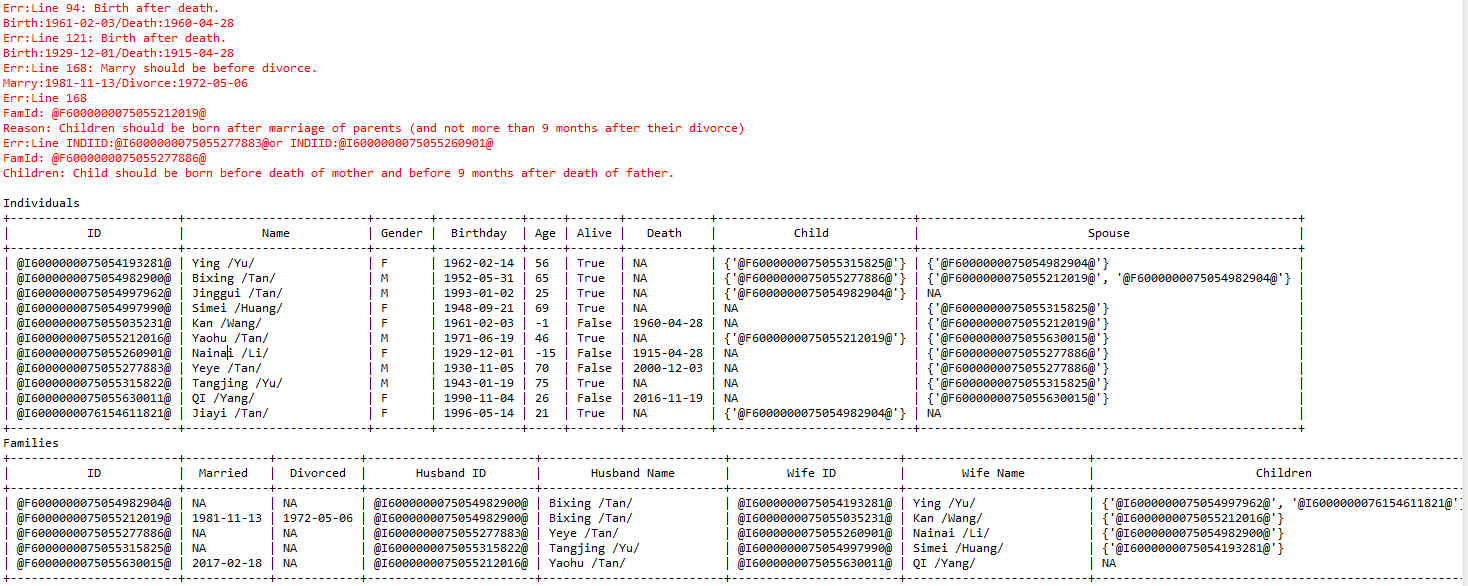 Err:Line 94: Birth after death.
Birth:1961-02-03/Death:1960-04-28
Err:Line 121: Birth after death.
Birth:1929-12-01/Death:1915-04-28
Err:Line 168: Marry should be before divorce.
Marry:1981-11-13/Divorce:1972-05-06
Err:Line 168
FamId: @F6000000075055212019@
Reason: Children should be born after marriage of parents (and not more than 9 months after their divorce)
Err:Line INDIID:@I6000000075055277883@or INDIID:@I6000000075055260901@
FamId: @F6000000075055277886@
Children: Child should be born before death of mother and before 9 months after death of father.
Individuals
| ID | Name | Gender | Birthday | Age | Alive | Death | Child | Spouse |
| @I6000000075054193281@ | Ying /Yu/ | F | 1962-02-14 | 56 | True | NA | {'@F6000000075055315825@'} | {'@F6000000075054982904@'} |
| @I6000000075054982900@ | Bixing /Tan/ | M | 1952-05-31 | 65 | True | NA | {'@F6000000075055277886@'} | {'@F6000000075055212019@', '@F6000000075054982904@'} |
| @I6000000075054997962@ | Jinggui /Tan/ | M | 1993-01-02 | 25 | True | NA | {'@F6000000075054982904@'} | NA |
| @I6000000075054997990@ | Simei /Huang/ | F | 1948-09-21 | 69 | True | NA | NA | {'@F6000000075055315825@'} |
| @I6000000075055035231@ | Kan /Wang/ | F | 1961-02-03 | -1 | False | 1960-04-28 | NA | {'@F6000000075055212019@'} |
| @I6000000075055212016@ | Yaohu /Tan/ | M | 1971-06-19 | 46 | True | NA | {'@F6000000075055212019@'} | {'@F6000000075055630015@'} |
| @I6000000075055260901@ | Nainai /Li/ | F | 1929-12-01 | -15 | False | 1915-04-28 | NA | {'@F6000000075055277886@'} |
| @I6000000075055277883@ | Yeye /Tan/ | M | 1930-11-05 | 70 | False | 2000-12-03 | NA | {'@F6000000075055277886@'} |
| @I6000000075055315822@ | Tangjing /Yu/ | M | 1943-01-19 | 75 | True | NA | NA | {'@F6000000075055315825@'} |
| @I6000000075055630011@ | QI /Yang/ | F | 1990-11-04 | 26 | False | 2016-11-19 | NA | {'@F6000000075055630015@'} |
| @I6000000076154611821@ | Jiayi /Tan/ | F | 1996-05-14 | 21 | True | NA | {'@F6000000075054982904@'} | NA |
Families
| ID | Married | Divorced | Husband ID | Husband Name | Wife ID | Wife Name | Children
| @F6000000075054982904@ | NA | NA | @I6000000075054982900@ | Bixing /Tan/ | @I6000000075054193281@ | Ying /Yu/ | {'@I6000000075054997962@', '@I6000000076154611821@'}
| @F6000000075055212019@ | 1981-11-13 | 1972-05-06 | @I6000000075054982900@ | Bixing /Tan/ | @I6000000075055035231@ | Kan /Wang/ | {'@I6000000075055212016@'}
| @F6000000075055277886@ | NA | NA | @I6000000075055277883@ | Yeye /Tan/ | @I6000000075055260901@ | Nainai /Li/ | {'@I6000000075054982900@'}
| @F6000000075055315825@ | NA | NA | @I6000000075055315822@ | Tangjing /Yu/ | @I6000000075054997990@ | Simei /Huang/ | {'@I6000000075054193281@'}
| @F6000000075055630015@ | 2017-02-18 | NA | @I6000000075055212016@ | Yaohu /Tan/ | @I6000000075055630011@ | QI /Yang/ | NA